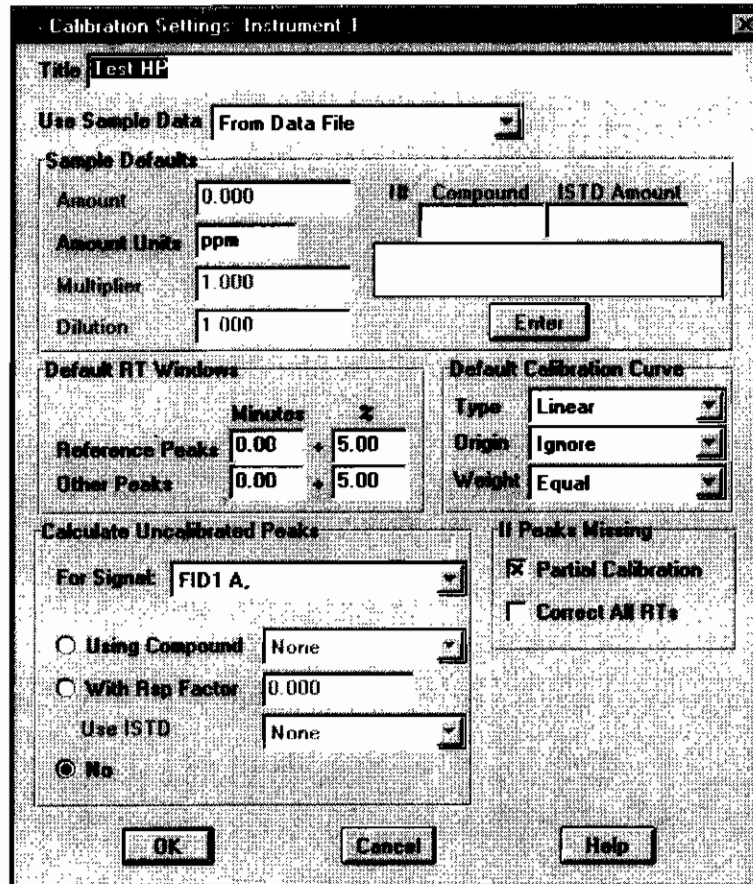 Calibration Settings: Instrument 1
Title Test HP
Use Sample Data From Data File
Sample Defaults
Amount 0.000
Amount Units ppm
Multiplier 1.000
Dilution 1.000
I# Compound ISTD Amount
Enter
Default RT Windows
Minutes %
Reference Peaks 0.00 + 5.00
Other Peaks 0.00 + 5.00
Default Calibration Curve
Type Linear
Origin Ignore
Weight Equal
Calculate Uncalibrated Peaks
For Signal: FID1 A,
Using Compound None
With Rsp Factor 0.000
Use ISTD None
No
If Peaks Missing
Partial Calibration
Correct All RTs
OK Cancel Help